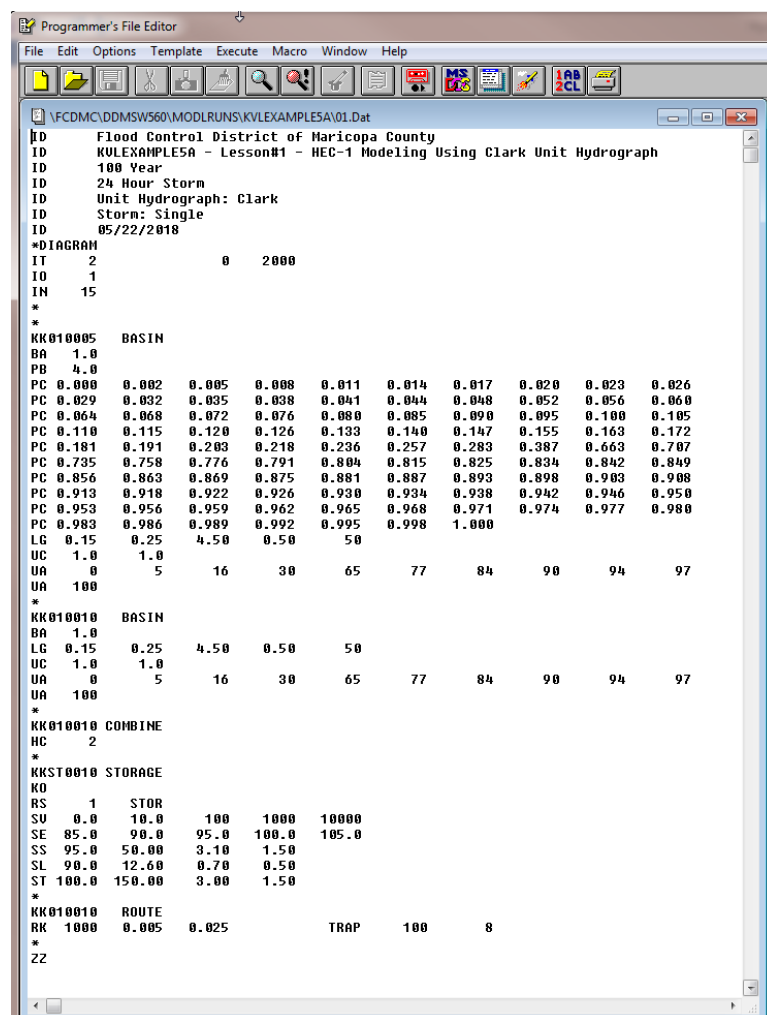 Programmer's File Editor
File Edit Options Template Execute Macro Window Help
MS DOS 1AB 2CL
\FCDMC\DDMSW560\MODLRUNS\KVLEXAMPLE5A\01.Dat
ID Flood Control District of Maricopa County
ID KVLEXAMPLE5A - Lesson#1 - HEC-1 Modeling Using Clark Unit Hydrograph
ID 100 Year
ID 24 Hour Storm
ID Unit Hydrograph: Clark
ID Storm: Single
ID 05/22/2018
*DIAGRAM
IT 2 0 2000
IO 1
IN 15
*
*
KK010005 BASIN
BA 1.0
PB 4.0
PC 0.000 0.002 0.005 0.008 0.011 0.014 0.017 0.020 0.023 0.026
PC 0.029 0.032 0.035 0.038 0.041 0.044 0.048 0.052 0.056 0.060
PC 0.064 0.068 0.072 0.076 0.080 0.085 0.090 0.095 0.100 0.105
PC 0.110 0.115 0.120 0.126 0.133 0.140 0.147 0.155 0.163 0.172
PC 0.181 0.191 0.203 0.218 0.236 0.257 0.283 0.387 0.663 0.707
PC 0.735 0.758 0.776 0.791 0.804 0.815 0.825 0.834 0.842 0.849
PC 0.856 0.863 0.869 0.875 0.881 0.887 0.893 0.898 0.903 0.908
PC 0.913 0.918 0.922 0.926 0.930 0.934 0.938 0.942 0.946 0.950
PC 0.953 0.956 0.959 0.962 0.965 0.968 0.971 0.974 0.977 0.980
PC 0.983 0.986 0.989 0.992 0.995 0.998 1.000
LG 0.15 0.25 4.50 0.50 50
UC 1.0 1.0
UA 0 5 16 30 65 77 84 90 94 97
UA 100
*
KK010010 BASIN
BA 1.0
LG 0.15 0.25 4.50 0.50 50
UC 1.0 1.0
UA 0 5 16 30 65 77 84 90 94 97
UA 100
*
KK010010 COMBINE
HC 2
*
KKST0010 STORAGE
KO
RS 1 STOR
SV 0.0 10.0 100 1000 10000
SE 85.0 90.0 95.0 100.0 105.0
SS 95.0 50.00 3.10 1.50
SL 90.0 12.60 0.70 0.50
ST 100.0 150.00 3.00 1.50
*
KK010010 ROUTE
RK 1000 0.005 0.025 TRAP 100 8
*
ZZ